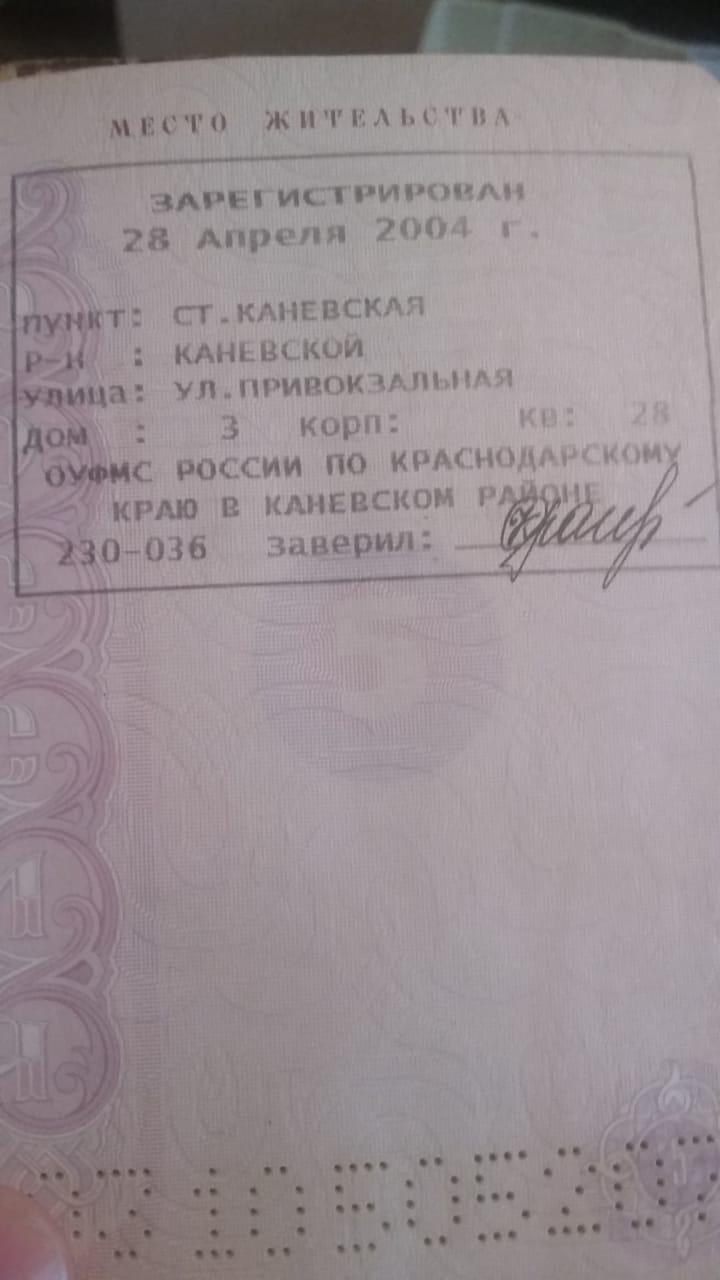 МЕСТО ЖИТЕЛЬСТВА
ЗАРЕГИСТРИРОВАН
28 Апреля 2004 г.
пункт: СТ.КАНЕВСКАЯ
р-н : КАНЕВСКОЙ
улица: УЛ.ПРИВОКЗАЛЬНАЯ
дом : 3 корп: кв: 28
ОУФМС РОССИИ ПО КРАСНОДАРСКОМУ
КРАЮ В КАНЕВСКОМ РАЙОНЕ
230-036 заверил: